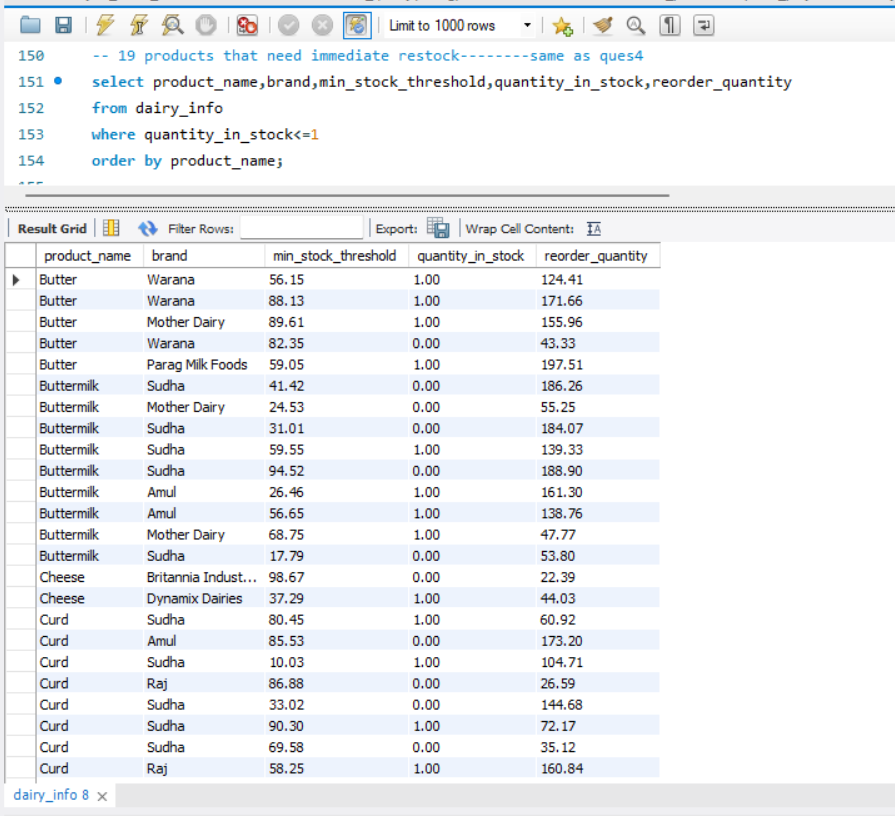 Limit to 1000 rows
150 -- 19 products that need immediate restock--------same as ques4
151 select product_name,brand,min_stock_threshold,quantity_in_stock,reorder_quantity
152 from dairy_info
153 where quantity_in_stock<=1
154 order by product_name;
Result Grid Filter Rows: Export: Wrap Cell Content: IA
product_name brand min_stock_threshold quantity_in_stock reorder_quantity
Butter Warana 56.15 1.00 124.41
Butter Warana 88.13 1.00 171.66
Butter Mother Dairy 89.61 1.00 155.96
Butter Warana 82.35 0.00 43.33
Butter Parag Milk Foods 59.05 1.00 197.51
Buttermilk Sudha 41.42 0.00 186.26
Buttermilk Mother Dairy 24.53 0.00 55.25
Buttermilk Sudha 31.01 0.00 184.07
Buttermilk Sudha 59.55 1.00 139.33
Buttermilk Sudha 94.52 0.00 188.90
Buttermilk Amul 26.46 1.00 161.30
Buttermilk Amul 56.65 1.00 138.76
Buttermilk Mother Dairy 68.75 1.00 47.77
Buttermilk Sudha 17.79 0.00 53.80
Cheese Britannia Indust... 98.67 0.00 22.39
Cheese Dynamix Dairies 37.29 1.00 44.03
Curd Sudha 80.45 1.00 60.92
Curd Amul 85.53 0.00 173.20
Curd Sudha 10.03 1.00 104.71
Curd Raj 86.88 0.00 26.59
Curd Sudha 33.02 0.00 144.68
Curd Sudha 90.30 1.00 72.17
Curd Sudha 69.58 0.00 35.12
Curd Raj 58.25 1.00 160.84
dairy_info 8